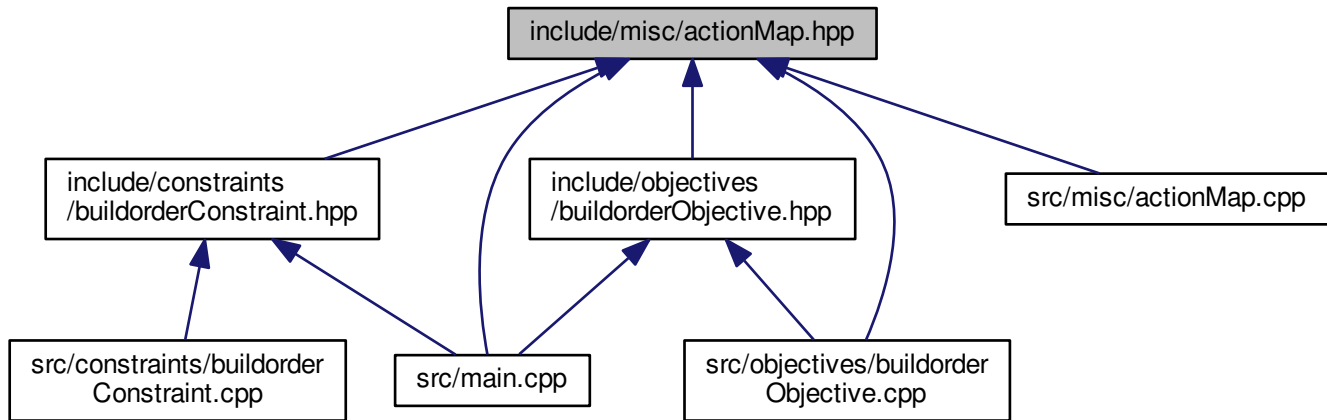 include/misc/actionMap.hpp
include/constraints
/buildorderConstraint.hpp
include/objectives
/buildorderObjective.hpp
src/misc/actionMap.cpp
src/constraints/buildorder
Constraint.cpp
src/main.cpp
src/objectives/buildorder
Objective.cpp